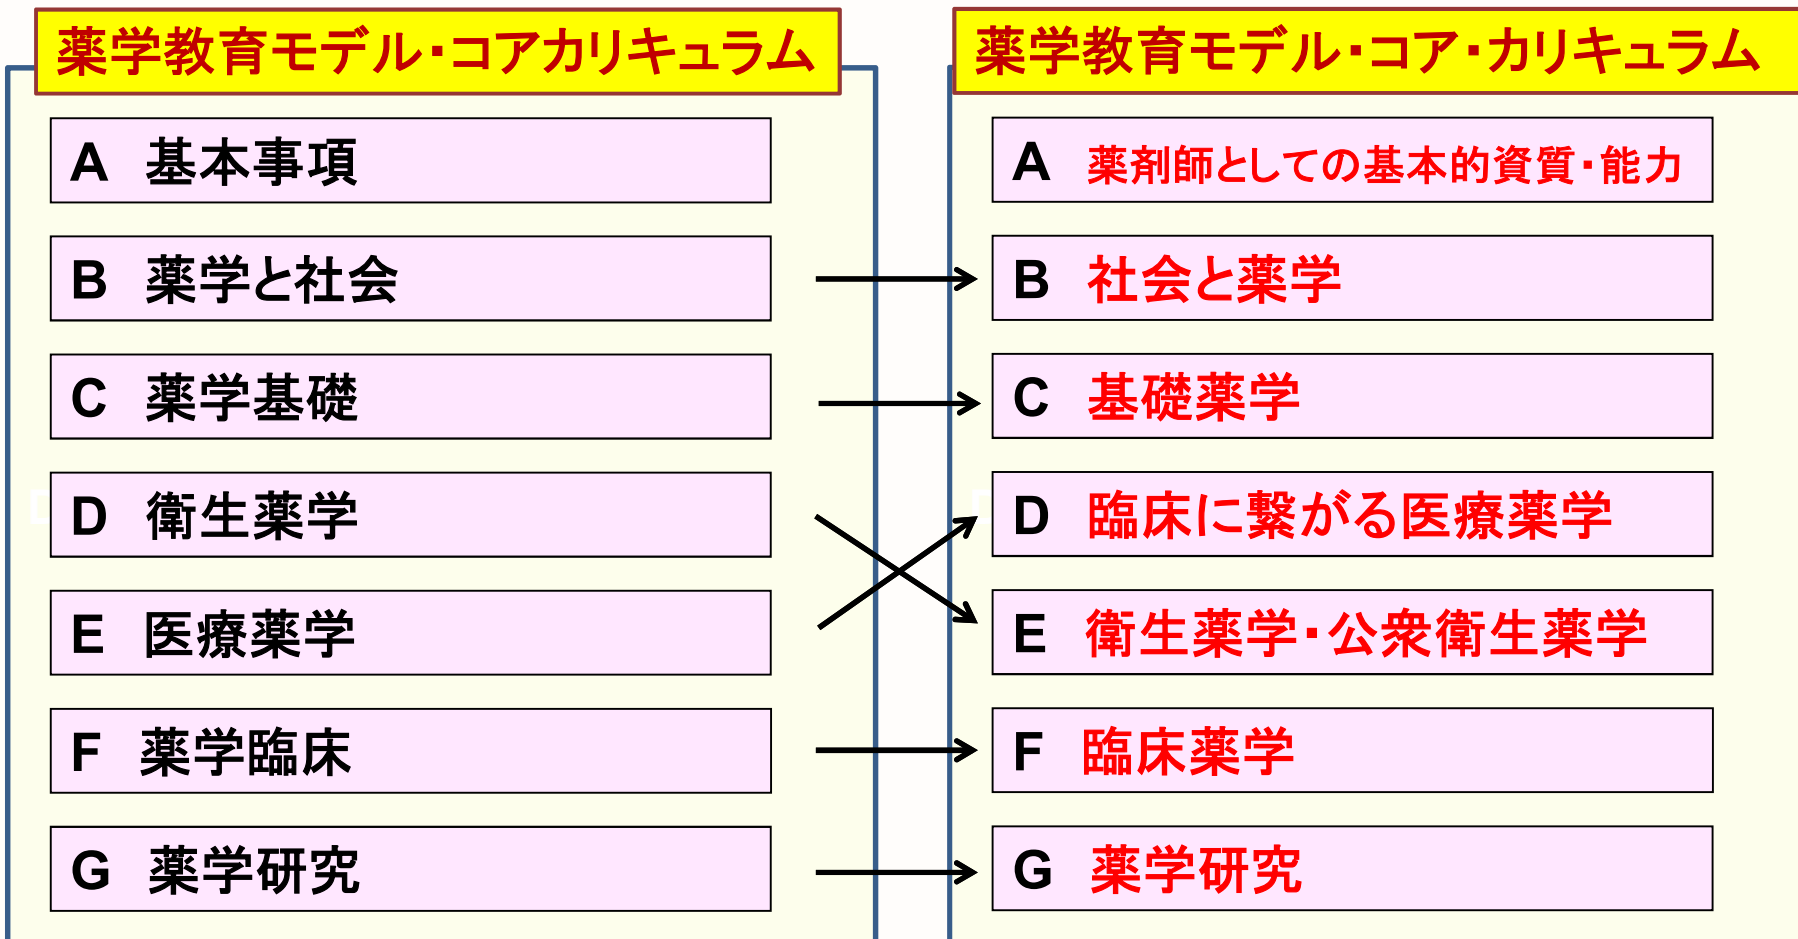 薬学教育モデル・コアカリキュラム
A 基本事項
B 薬学と社会
C 薬学基礎
D 衛生薬学
E 医療薬学
F 薬学臨床
G 薬学研究
薬学教育モデル・コア・カリキュラム
A 薬剤師としての基本的資質・能力
B 社会と薬学
C 基礎薬学
D 臨床に繋がる医療薬学
E 衛生薬学・公衆衛生薬学
F 臨床薬学
G 薬学研究